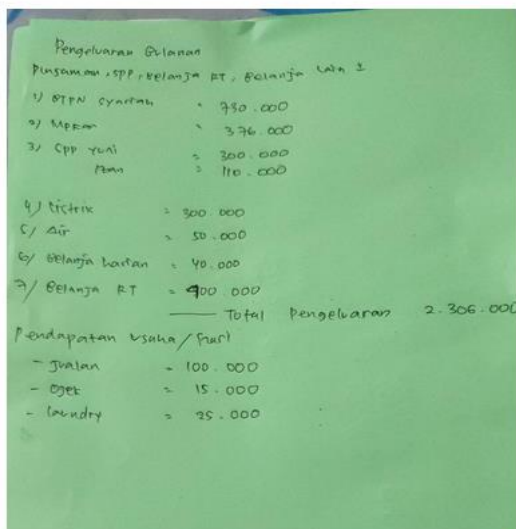 Pengeluaran Bulanan
Pinjaman, SPP, Belanja RT, Belanja lain 2
1) BTPN Syariah = 730.000
2) Mekar = 376.000
3) Spp Yuni = 300.000
= 110.000
4) Listrik = 300.000
5) Air = 50.000
6) Belanja harian = 40.000
7) Belanja RT = 400.000
Total Pengeluaran 2.306.000
Pendapatan Usaha / hari
- Jualan = 100.000
- Ojek = 15.000
- laundry = 25.000